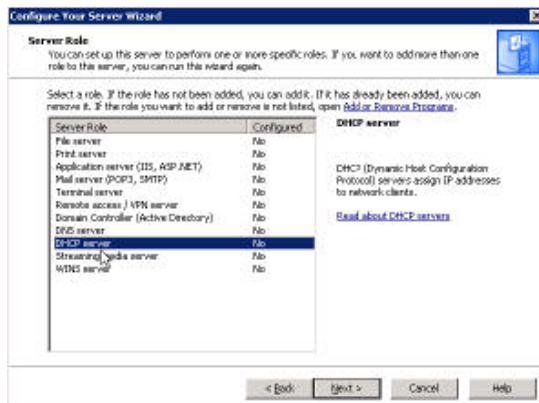 Configure Your Server Wizard
Server Role
You can set up this server to perform one or more specific roles. If you want to add more than one
role to this server, you can run this wizard again.
Select a role. If the role has not been added, you can add it. If it has already been added, you can
remove it. If the role you want to add or remove is not listed, open Add or Remove Programs.
Server Role Configured
File server No
Print server No
Application server (IIS, ASP.NET) No
Mail server (POP3, SMTP) No
Terminal server No
Remote access / VPN server No
Domain Controller (Active Directory) No
DNS server No
DHCP server No
Streaming media server No
WINS server No
DHCP server
DHCP (Dynamic Host Configuration
Protocol) servers assign IP addresses
to network clients.
Read about DHCP servers
< Back Next > Cancel Help